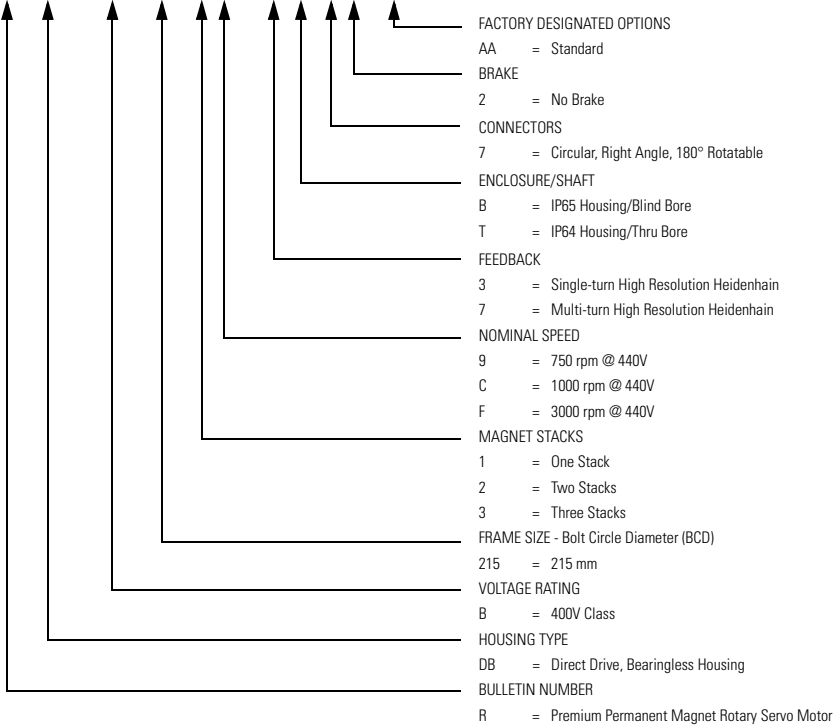 FACTORY DESIGNATED OPTIONS
AA = Standard
BRAKE
2 = No Brake
CONNECTORS
7 = Circular, Right Angle, 180° Rotatable
ENCLOSURE/SHAFT
B = IP65 Housing/Blind Bore
T = IP64 Housing/Thru Bore
FEEDBACK
3 = Single-turn High Resolution Heidenhain
7 = Multi-turn High Resolution Heidenhain
NOMINAL SPEED
9 = 750 rpm @ 440V
C = 1000 rpm @ 440V
F = 3000 rpm @ 440V
MAGNET STACKS
1 = One Stack
2 = Two Stacks
3 = Three Stacks
FRAME SIZE - Bolt Circle Diameter (BCD)
215 = 215 mm
VOLTAGE RATING
B = 400V Class
HOUSING TYPE
DB = Direct Drive, Bearingless Housing
BULLETIN NUMBER
R = Premium Permanent Magnet Rotary Servo Motor